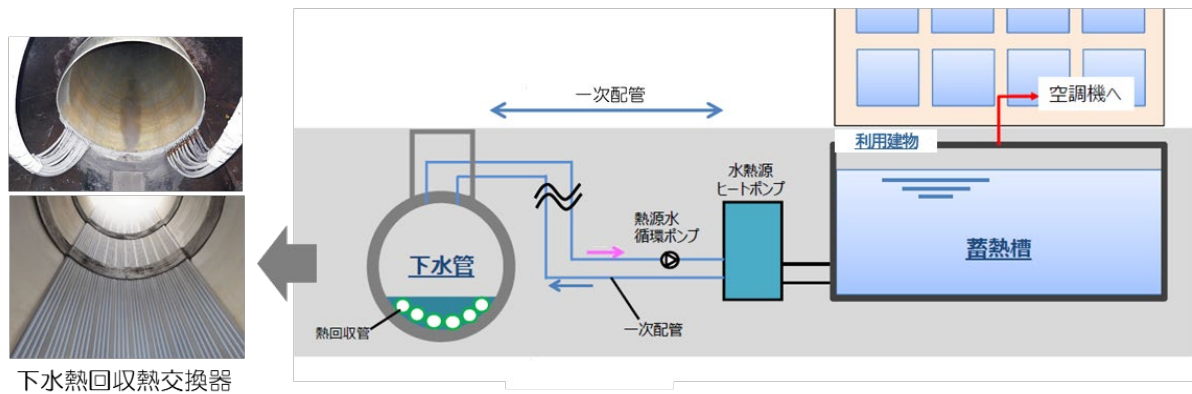 一次配管
空調機へ
利用建物
水熱源
ヒートポンプ
熱源水
循環ポンプ
下水管
蓄熱槽
熱回収管
一次配管
下水熱回収熱交換器